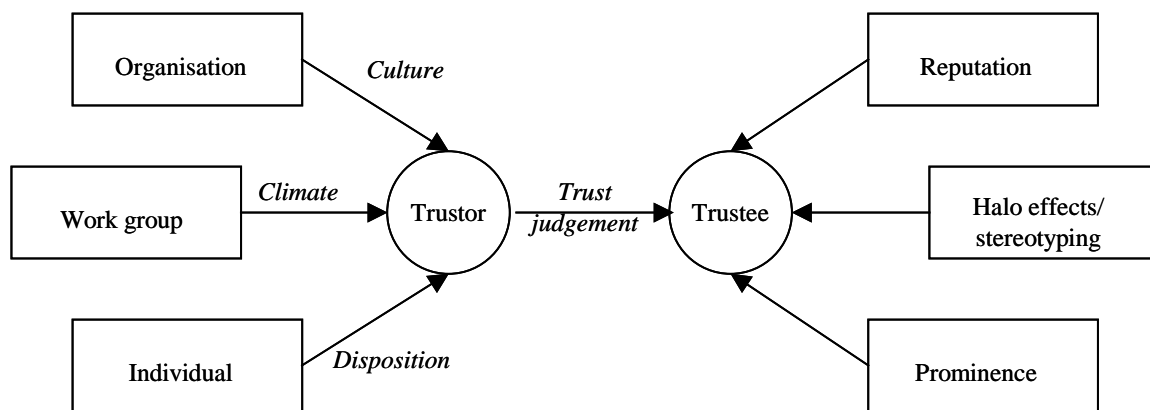 Organisation
Culture
Reputation
Work group
Climate
Trustor
Trust
judgement
Trustee
Halo effects/
stereotyping
Individual
Disposition
Prominence